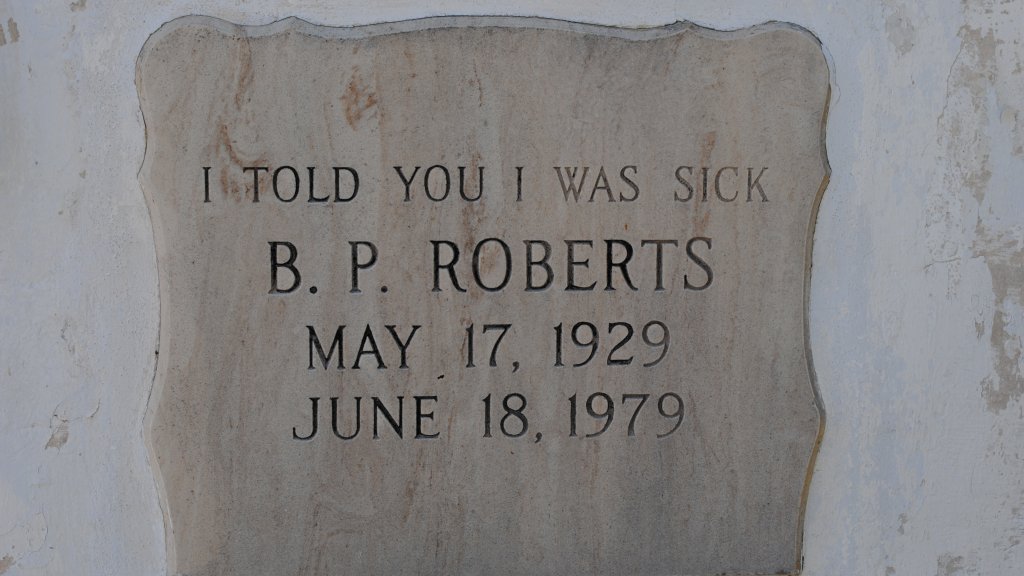 I TOLD YOU I WAS SICK
B. P. ROBERTS
MAY 17, 1929
JUNE 18, 1979